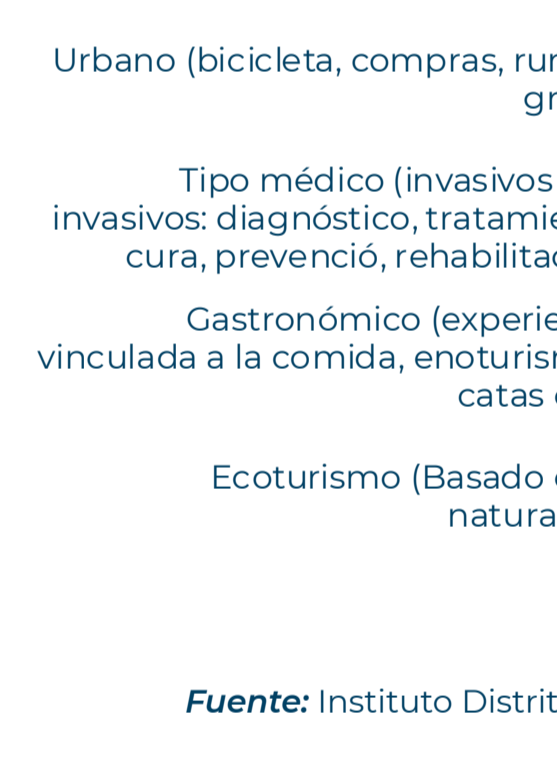 Urbano (bicicleta, compras, rur
gr
Tipo médico (invasivos
invasivos: diagnóstico, tratamie
cura, prevenció, rehabilitac
Gastronómico (experie
vinculada a la comida, enoturisr
catas
Ecoturismo (Basado
natura
Fuente: Instituto Distrit